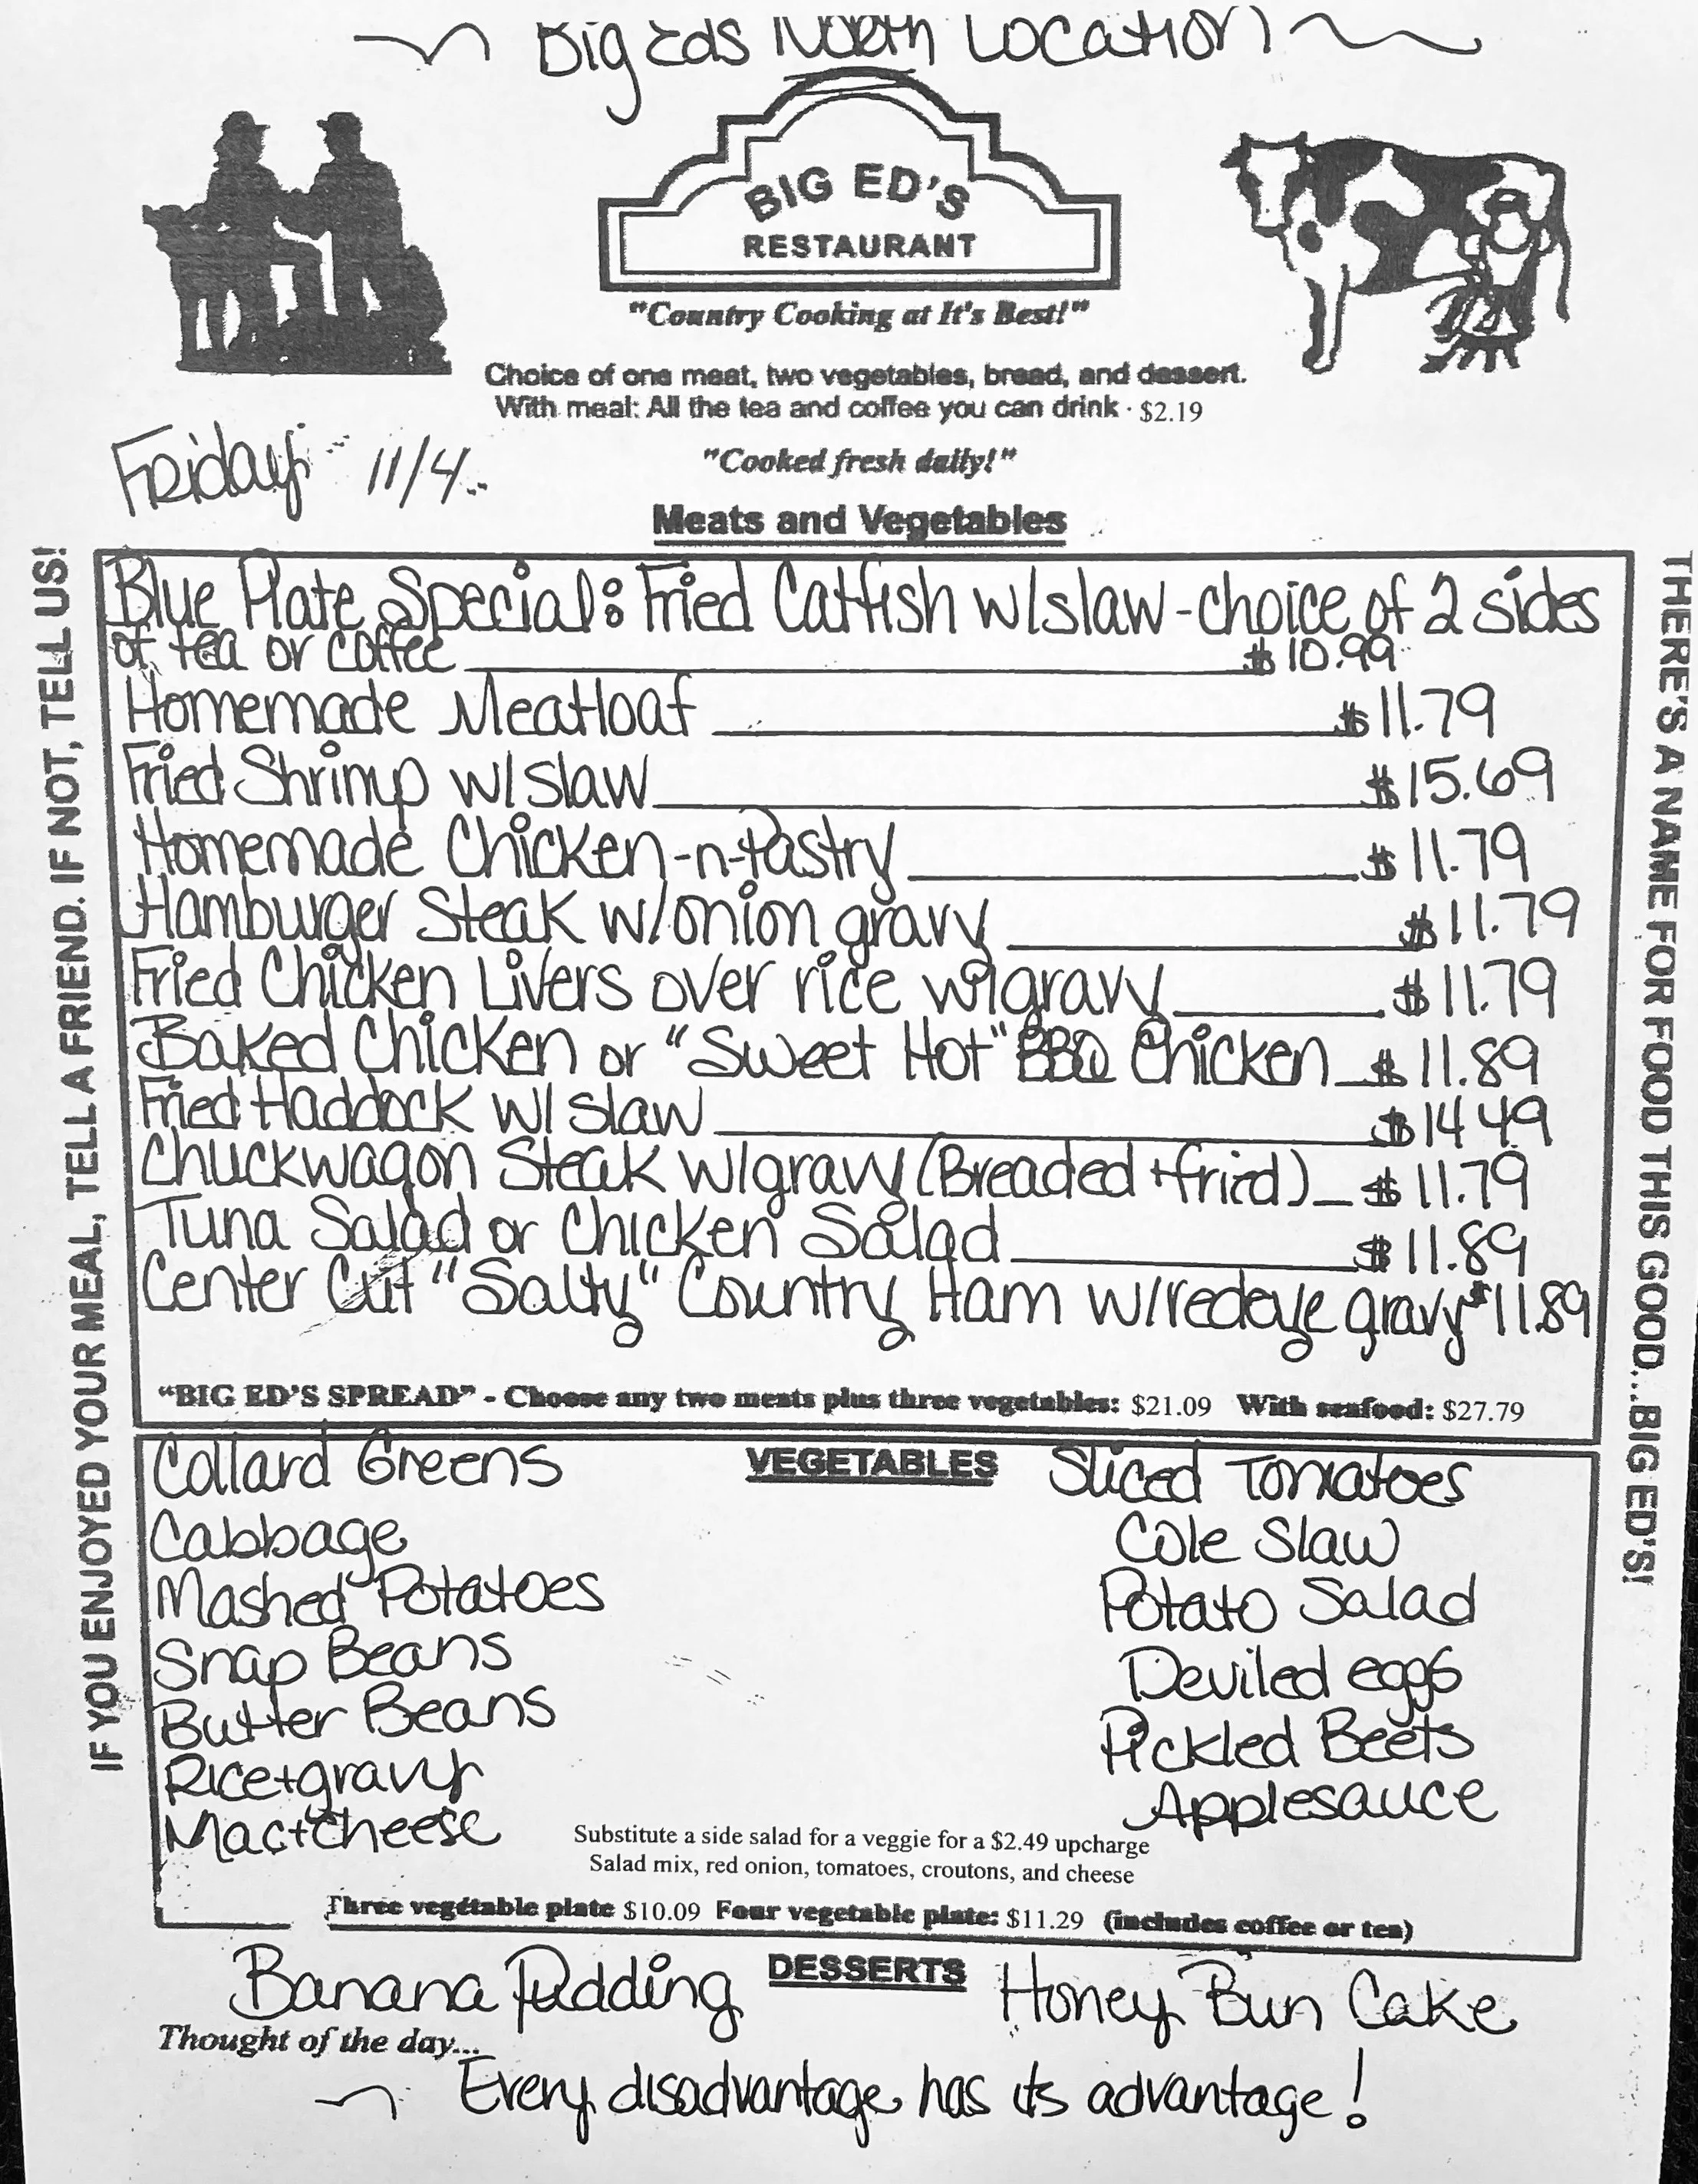 ~ Big Eds North Location ~
BIG ED'S
RESTAURANT
"Country Cooking at It's Best!"
Choice of one meat, two vegetables, bread, and dessert.
With meal: All the tea and coffee you can drink · $2.19
Friday 11/4
"Cooked fresh daily!"
Meats and Vegetables
IF YOU ENJOYED YOUR MEAL, TELL A FRIEND. IF NOT, TELL US!
Blue Plate Special: Fried Catfish w/slaw - choice of 2 sides
of tea or coffee $10.99
Homemade Meatloaf $11.79
Fried Shrimp w/slaw $15.69
Homemade Chicken-n-Pastry $11.79
Hamburger Steak w/onion gravy $11.79
Fried Chicken Livers over rice w/gravy $11.79
Baked Chicken or "Sweet Hot" BBQ Chicken $11.89
Fried Haddock w/ slaw $14.49
Chuckwagon Steak w/gravy (Breaded + fried) $11.79
Tuna Salad or Chicken Salad $11.89
Center Cut "Salty" Country Ham w/redeye gravy $11.89
"BIG ED'S SPREAD" - Choose any two meats plus three vegetables: $21.09 With seafood: $27.79
THERE'S A NAME FOR FOOD THIS GOOD...BIG ED'S!
VEGETABLES
Collard Greens
Cabbage
Mashed Potatoes
Snap Beans
Butter Beans
Rice+gravy
Mac+Cheese
Sliced Tomatoes
Cole Slaw
Potato Salad
Deviled eggs
Pickled Beets
Applesauce
Substitute a side salad for a veggie for a $2.49 upcharge
Salad mix, red onion, tomatoes, croutons, and cheese
Three vegetable plate $10.09 Four vegetable plate: $11.29 (includes coffee or tea)
DESSERTS
Banana Pudding
Honey Bun Cake
Thought of the day...
~ Every disadvantage has its advantage!